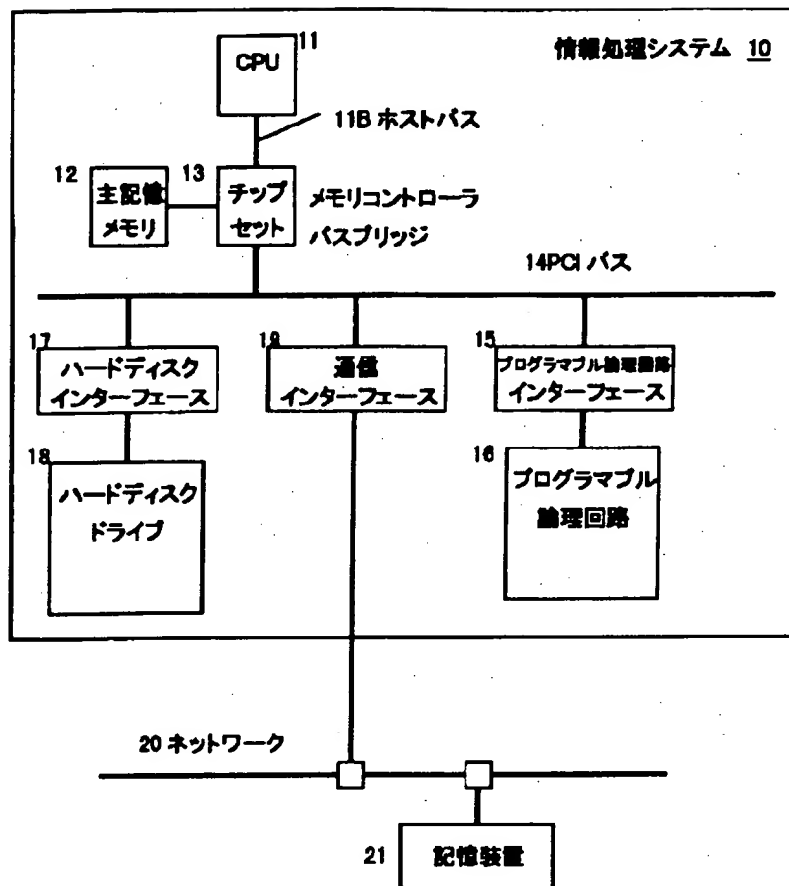 11
CPU
情報処理システム 10
11B ホストバス
12
主記憶
メモリ
13
チップ
セット
メモリコントローラ
バスブリッジ
14PCI バス
17
ハードディスク
インターフェース
19
通信
インターフェース
15
プログラマブル論理回路
インターフェース
18
ハードディスク
ドライブ
16
プログラマブル
論理回路
20 ネットワーク
21
記憶装置